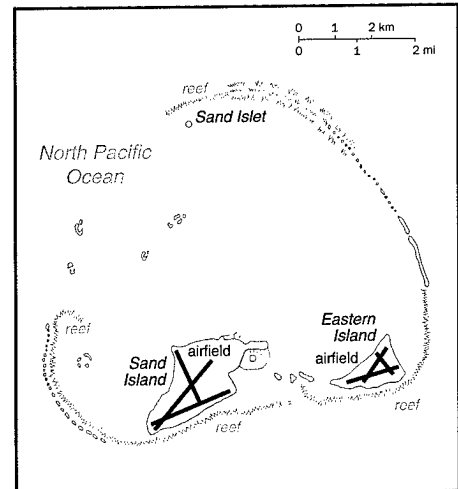 0 1 2 km
0 1 2 mi
reef
Sand Islet
North Pacific
Ocean
reef
Eastern
Island
airfield
Sand
Island
airfield
reef
reef